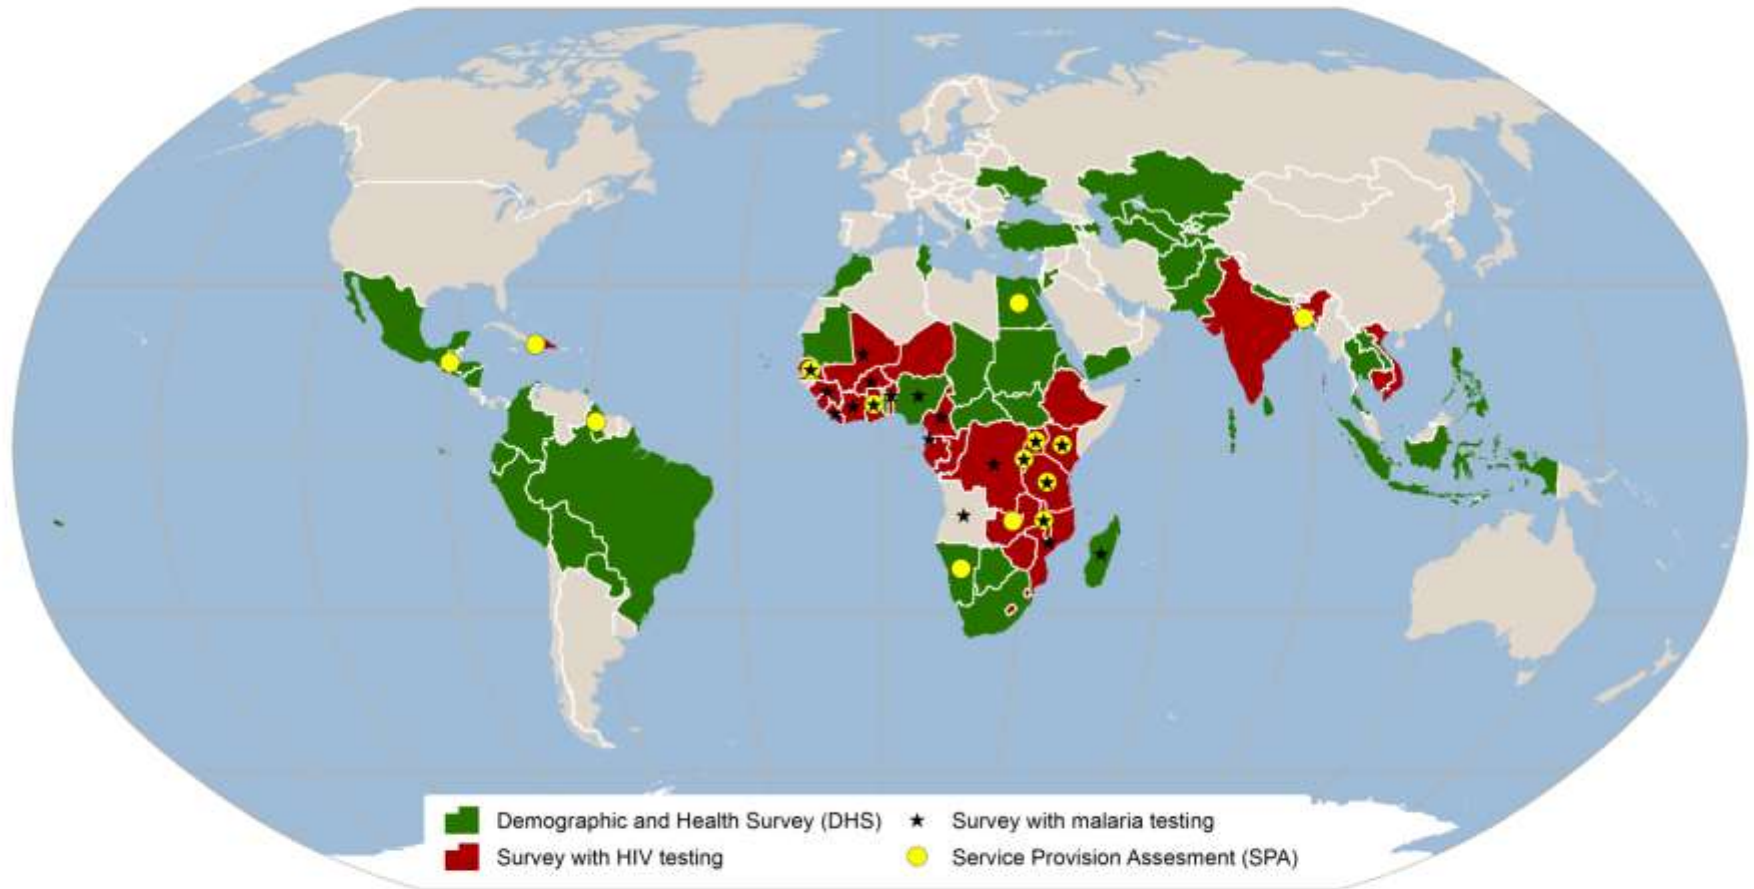 Demographic and Health Survey (DHS)
Survey with HIV testing
Survey with malaria testing
Service Provision Assesment (SPA)